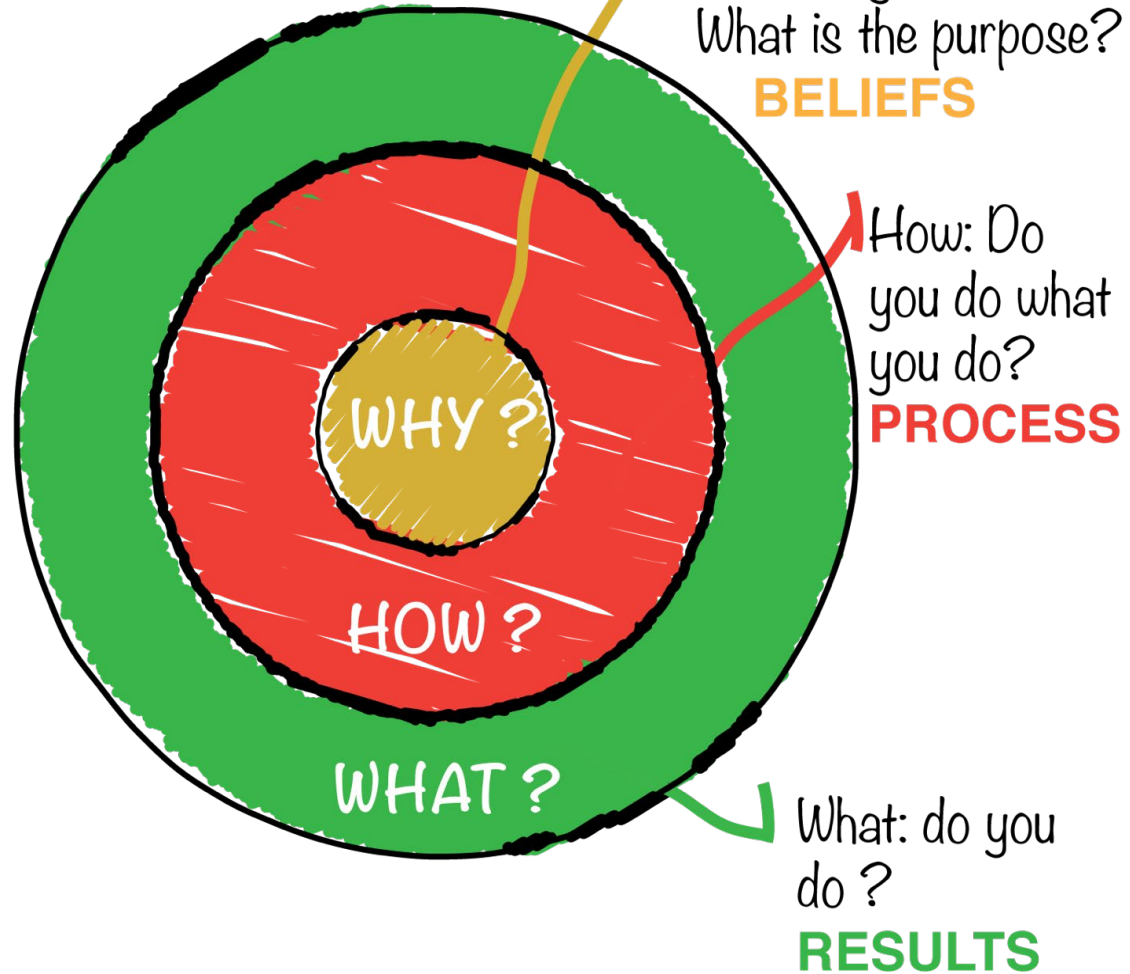 What is the purpose?
BELIEFS
How: Do
you do what
you do?
PROCESS
WHY ?
HOW ?
WHAT ?
What: do you
do ?
RESULTS